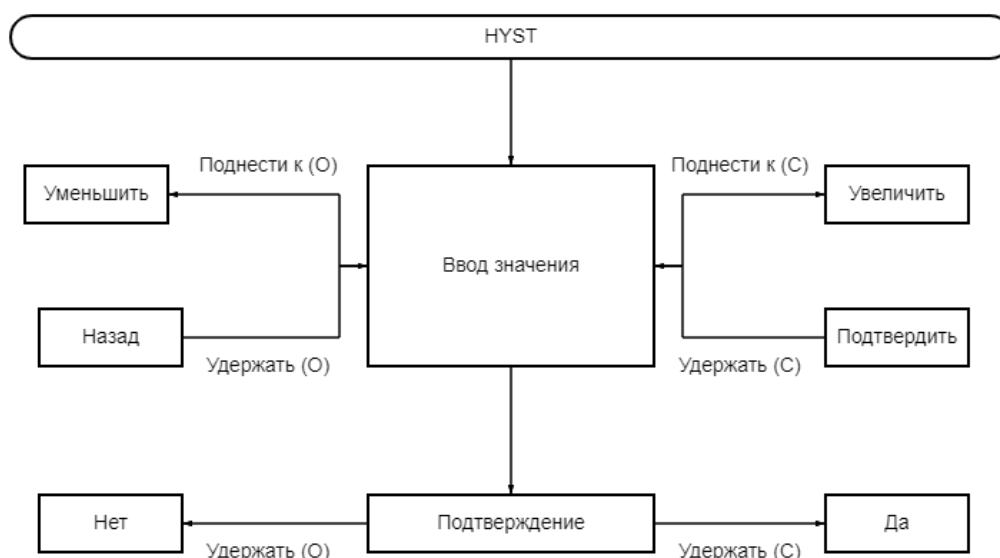 HYST
Поднести к (О)
Поднести к (С)
Уменьшить
Увеличить
Ввод значения
Назад
Подтвердить
Удержать (О)
Удержать (С)
Нет
Подтверждение
Да
Удержать (О)
Удержать (С)